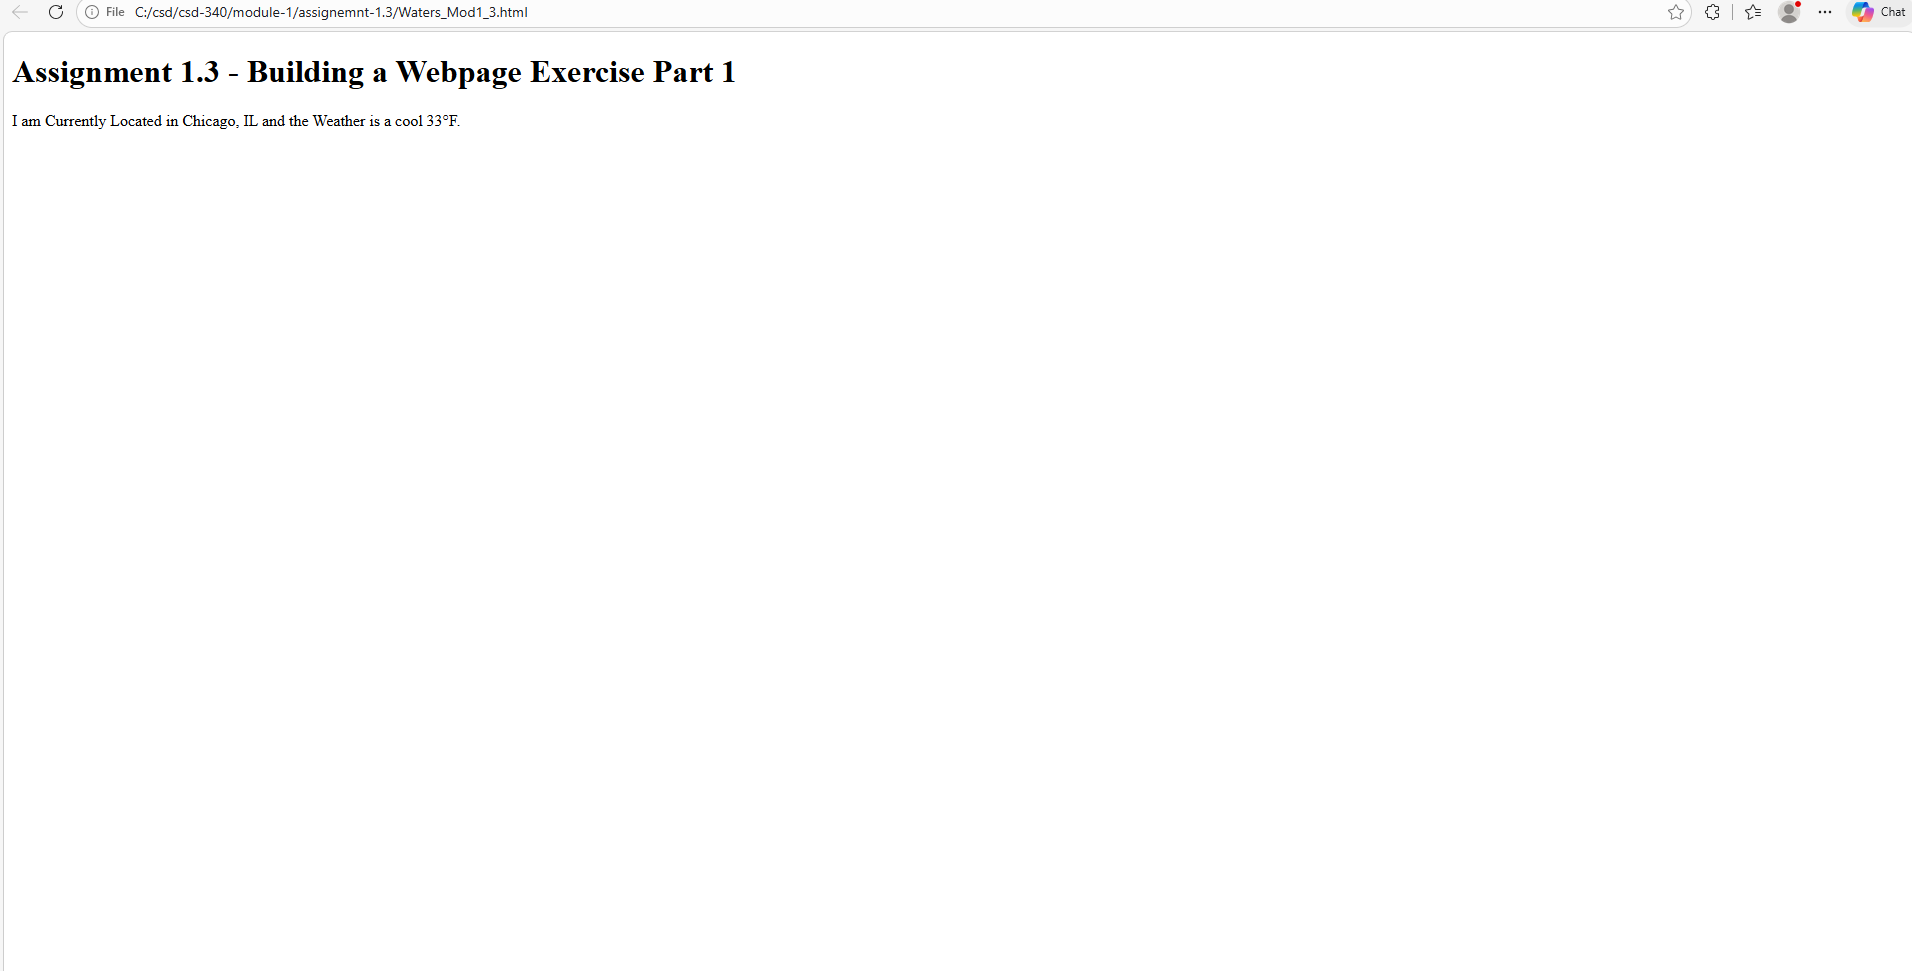 File C:/csd/csd-340/module-1/assignemnt-1.3/Waters_Mod1_3.html Chat
Assignment 1.3 - Building a Webpage Exercise Part 1
I am Currently Located in Chicago, IL and the Weather is a cool 33°F.